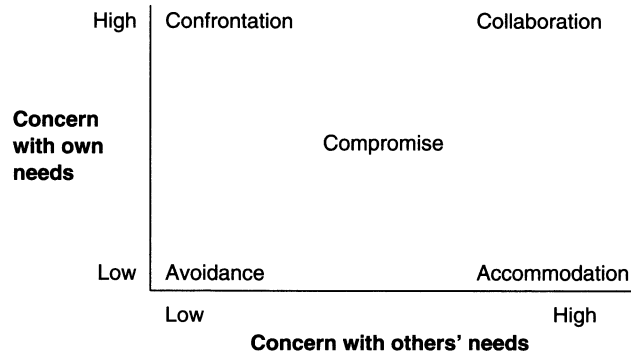 High Confrontation Collaboration
Concern
with own
needs
Compromise
Low Avoidance Accommodation
Low High
Concern with others' needs